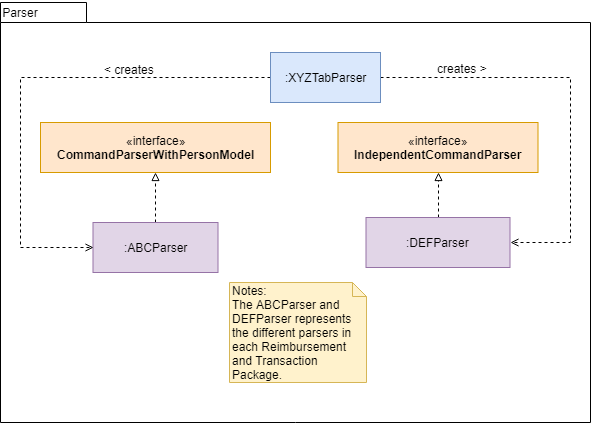 Parser
< creates
:XYZTabParser
creates >
«interface»
CommandParserWithPersonModel
«interface»
IndependentCommandParser
:ABCParser
:DEFParser
Notes:
The ABCParser and
DEFParser represents
the different parsers in
each Reimbursement
and Transaction
Package.